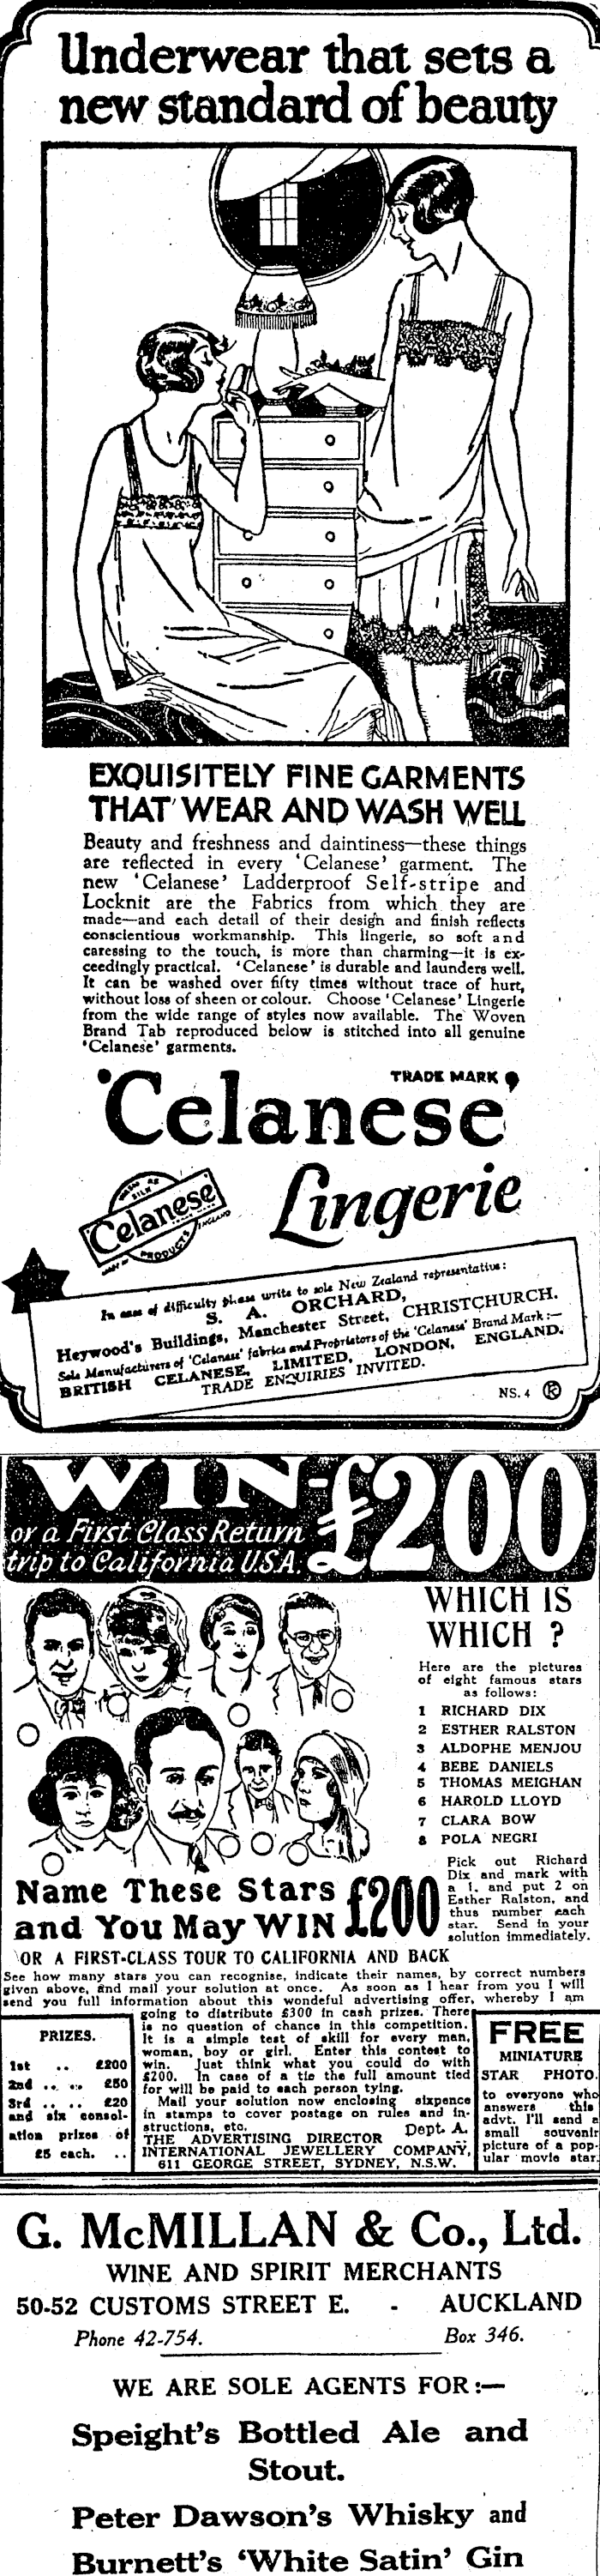 Underwear that sets a
new standard of beauty
EXQUISITELY FINE GARMENTS
THAT WEAR AND WASH WELL
Beauty and freshness and daintiness—these things
are reflected in every 'Celanese' garment. The
new 'Celanese' Ladderproof Self-stripe and
Locknit are the Fabrics from which they are
made—and each detail of their design and finish reflects
conscientious workmanship. This lingerie, so soft and
caressing to the touch, is more than charming—it is ex-
ceedingly practical. 'Celanese' is durable and launders well.
It can be washed over fifty times without trace of hurt,
without loss of sheen or colour. Choose 'Celanese' Lingerie
from the wide range of styles now available. The Woven
Brand Tab reproduced below is stitched into all genuine
'Celanese' garments.
TRADE MARK
'Celanese'
Lingerie
WASH AS
SILK
'Celanese'
TRADE MARK
MADE IN PRODUCTS ENGLAND
In case of difficulty please write to sole New Zealand representative:
S. A. ORCHARD,
Heywood's Buildings, Manchester Street, CHRISTCHURCH.
Sole Manufacturers of 'Celanese' fabrics and Proprietors of the 'Celanese' Brand Mark :—
BRITISH CELANESE, LIMITED, LONDON, ENGLAND.
TRADE ENQUIRIES INVITED.
NS. 4
WIN-£200
or a First Class Return
trip to California U.S.A.
WHICH IS
WHICH ?
Here are the pictures
of eight famous stars
as follows:
1 RICHARD DIX
2 ESTHER RALSTON
3 ALDOPHE MENJOU
4 BEBE DANIELS
5 THOMAS MEIGHAN
6 HAROLD LLOYD
7 CLARA BOW
8 POLA NEGRI
Pick out Richard
Dix and mark with
a 1, and put 2 on
Esther Ralston, and
thus number each
star. Send in your
solution immediately.
Name These Stars
and You May WIN £200
OR A FIRST-CLASS TOUR TO CALIFORNIA AND BACK
See how many stars you can recognise, indicate their names, by correct numbers
given above, and mail your solution at once. As soon as I hear from you I will
send you full information about this wondeful advertising offer, whereby I am
going to distribute £300 in cash prizes. There
is no question of chance in this competition.
It is a simple test of skill for every man,
woman, boy or girl. Enter this contest to
win. Just think what you could do with
£200. In case of a tie the full amount tied
for will be paid to each person tying.
Mail your solution now enclosing sixpence
in stamps to cover postage on rules and in-
structions, etc. Dept. A.
THE ADVERTISING DIRECTOR
INTERNATIONAL JEWELLERY COMPANY,
611 GEORGE STREET, SYDNEY, N.S.W.
PRIZES.
1st .. £200
2nd .. .. £50
3rd .. .. £20
and six consol-
ation prizes of
£5 each. ..
FREE
MINIATURE
STAR PHOTO.
to everyone who
answers this
advt. I'll send a
small souvenir
picture of a pop-
ular movie star.
G. McMILLAN & Co., Ltd.
WINE AND SPIRIT MERCHANTS
50-52 CUSTOMS STREET E. - AUCKLAND
Phone 42-754. Box 346.
WE ARE SOLE AGENTS FOR :—
Speight's Bottled Ale and
Stout.
Peter Dawson's Whisky and
Burnett's 'White Satin' Gin